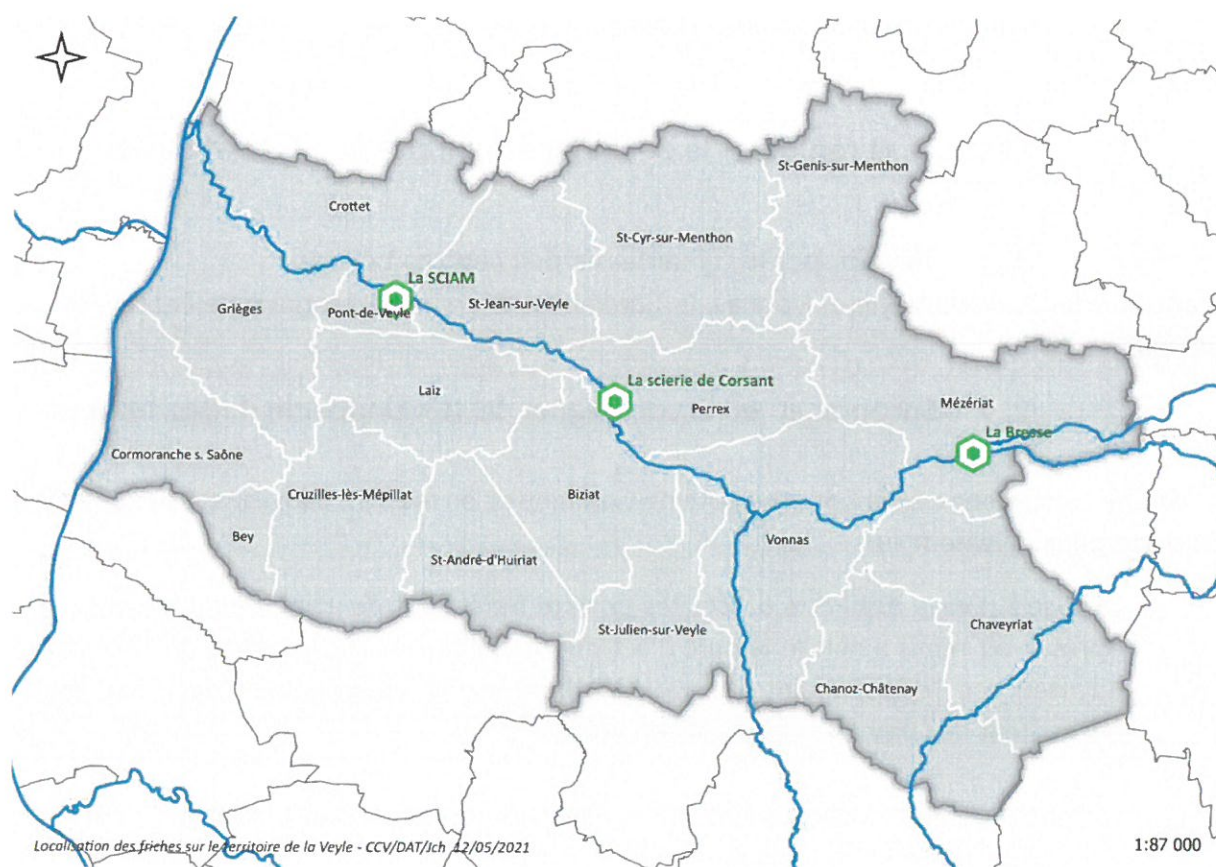 St-Genis-sur-Menthon
Crottet
St-Cyr-sur-Menthon
La SCIAM
Grièges
Pont-de-Veyle
St-Jean-sur-Veyle
La scierie de Corsant
Laiz
Perrex
Mézériat
La Bresse
Cormoranche s. Saône
Cruzilles-lès-Mépillat
Biziat
Bey
Vonnas
St-André-d'Huiriat
St-Julien-sur-Veyle
Chaveyriat
Chanoz-Châtenay
Localisation des friches sur le territoire de la Veyle - CCV/DAT/Jch 12/05/2021
1:87 000